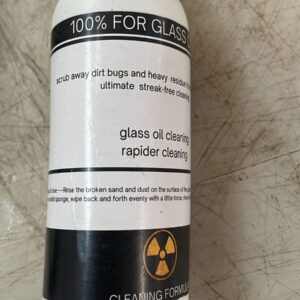 100% FOR GLASS
scrub away dirt bugs and heavy residue
ultimate streak-free cleaning
glass oil cleaning
rapider cleaning
Rinse the broken sand and dust on the surface of the
sponge, wipe back and forth evenly with a little force,
CLEANING FORMULA